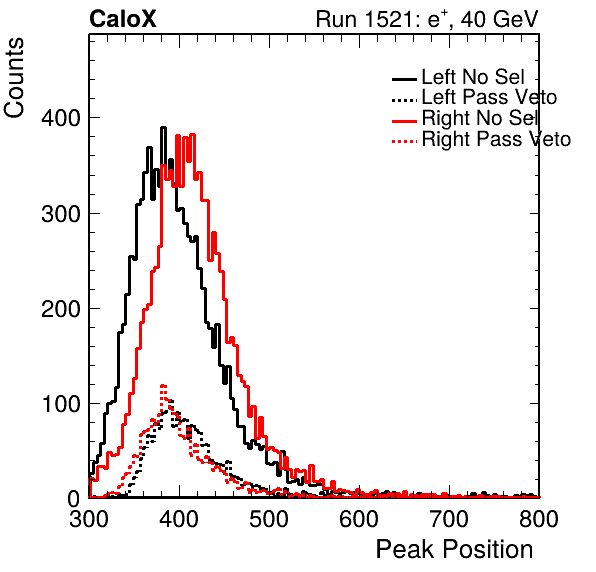 CaloX Run 1521: e⁺, 40 GeV
Counts
Left No Sel
Left Pass Veto
Right No Sel
Right Pass Veto
400
300
200
100
0
300 400 500 600 700 800
Peak Position